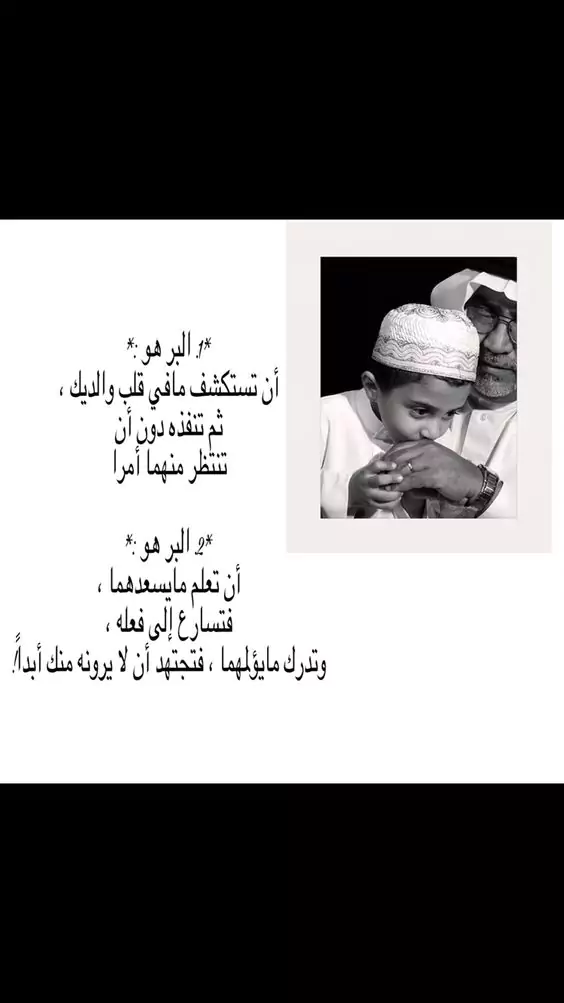 *1. البر هو :*
أن تستكشف مافي قلب والديك ،
ثم تنفذه دون أن
تنتظر منهما أمرا
*2. البر هو :*
أن تعلم مايسعدهما ،
فتسارع إلى فعله ،
وتدرك مايؤلمهما ، فتجتهد أن لا يرونه منك أبداً!